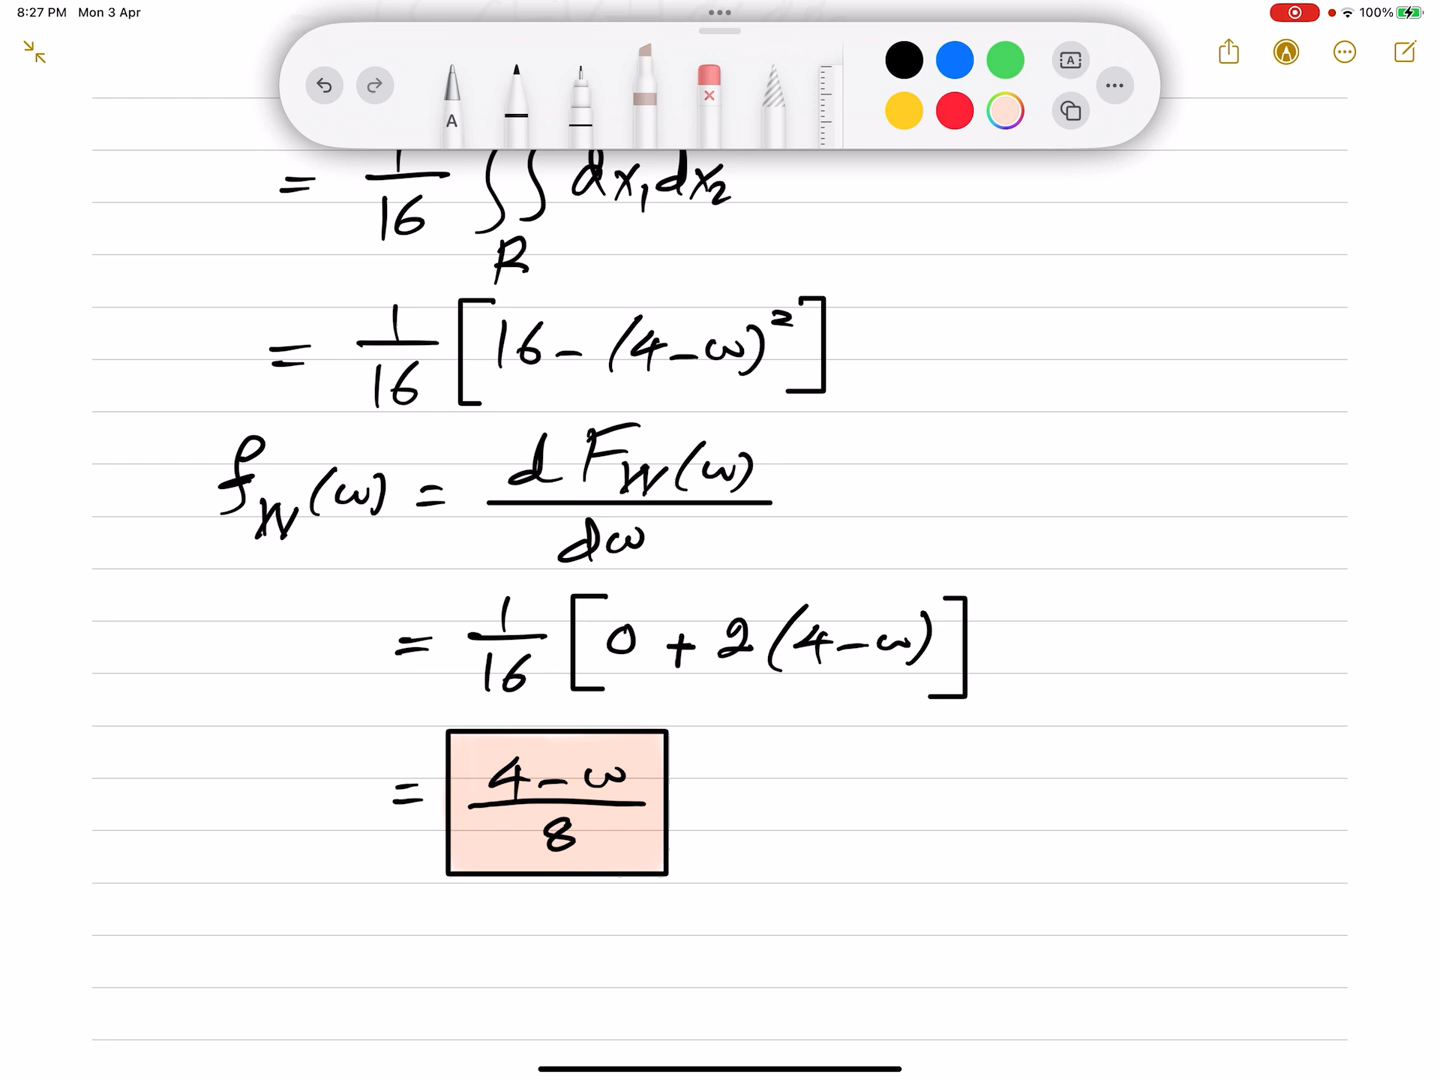 8:27 PM Mon 3 Apr 100%
A A
= 1/16 ∬_R dx₁dx₂
= 1/16 [16 - (4 - ω)²]
f_W(ω) = d F_W(ω) / dω
= 1/16 [0 + 2(4 - ω)]
= (4 - ω)/8